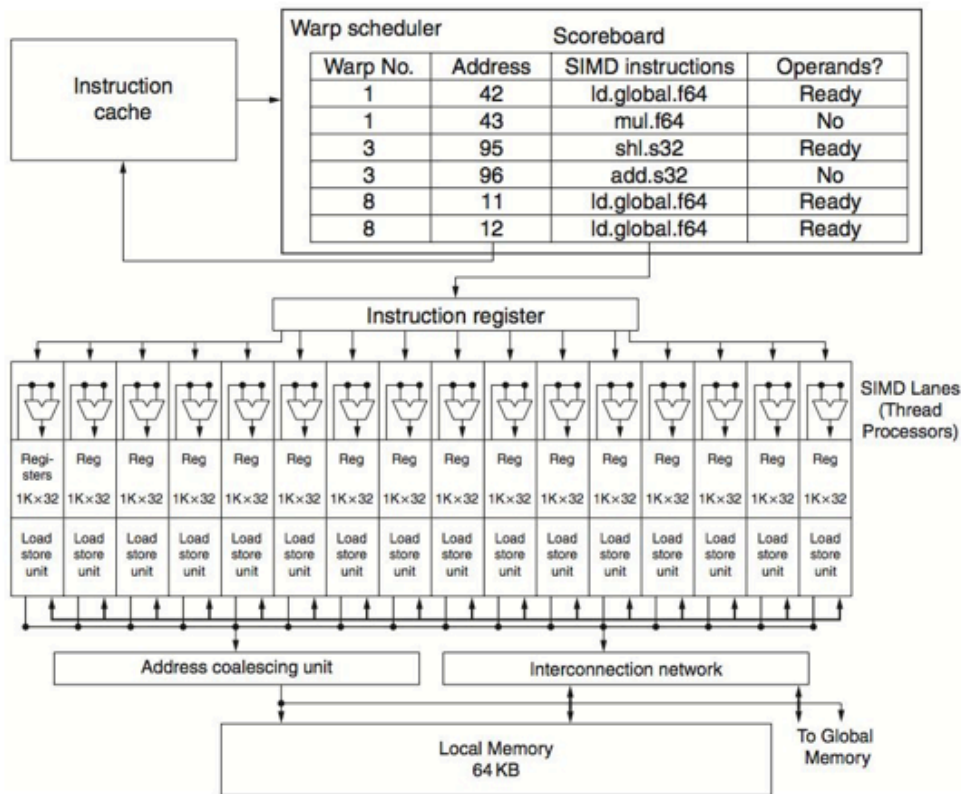 Warp scheduler
Scoreboard
Warp No. Address SIMD instructions Operands?
1 42 ld.global.f64 Ready
1 43 mul.f64 No
3 95 shl.s32 Ready
3 96 add.s32 No
8 11 ld.global.f64 Ready
8 12 ld.global.f64 Ready
Instruction
cache
Instruction register
SIMD Lanes
(Thread
Processors)
Regi- Reg Reg Reg Reg Reg Reg Reg Reg Reg Reg Reg Reg Reg Reg Reg
sters
1K×32 1K×32 1K×32 1K×32 1K×32 1K×32 1K×32 1K×32 1K×32 1K×32 1K×32 1K×32 1K×32 1K×32 1K×32 1K×32
Load Load Load Load Load Load Load Load Load Load Load Load Load Load Load Load
store store store store store store store store store store store store store store store store
unit unit unit unit unit unit unit unit unit unit unit unit unit unit unit unit
Address coalescing unit
Interconnection network
Local Memory
64 KB
To Global
Memory